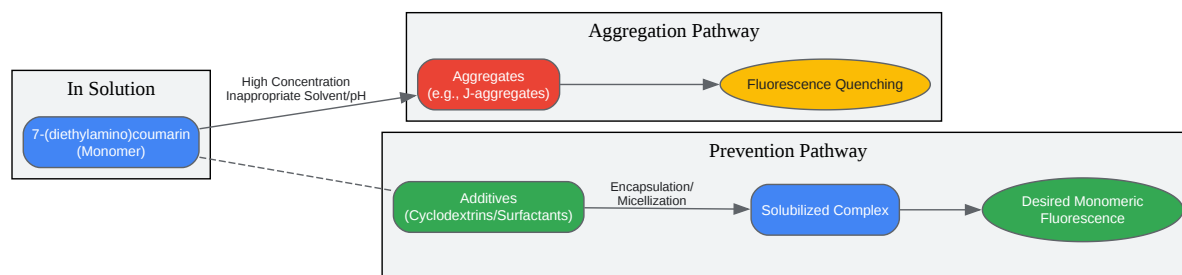 In Solution
7-(diethylamino)coumarin
(Monomer)
High Concentration
Inappropriate Solvent/pH
Aggregation Pathway
Aggregates
(e.g., J-aggregates)
Fluorescence Quenching
Prevention Pathway
Additives
(Cyclodextrins/Surfactants)
Encapsulation/
Micellization
Solubilized Complex
Desired Monomeric
Fluorescence